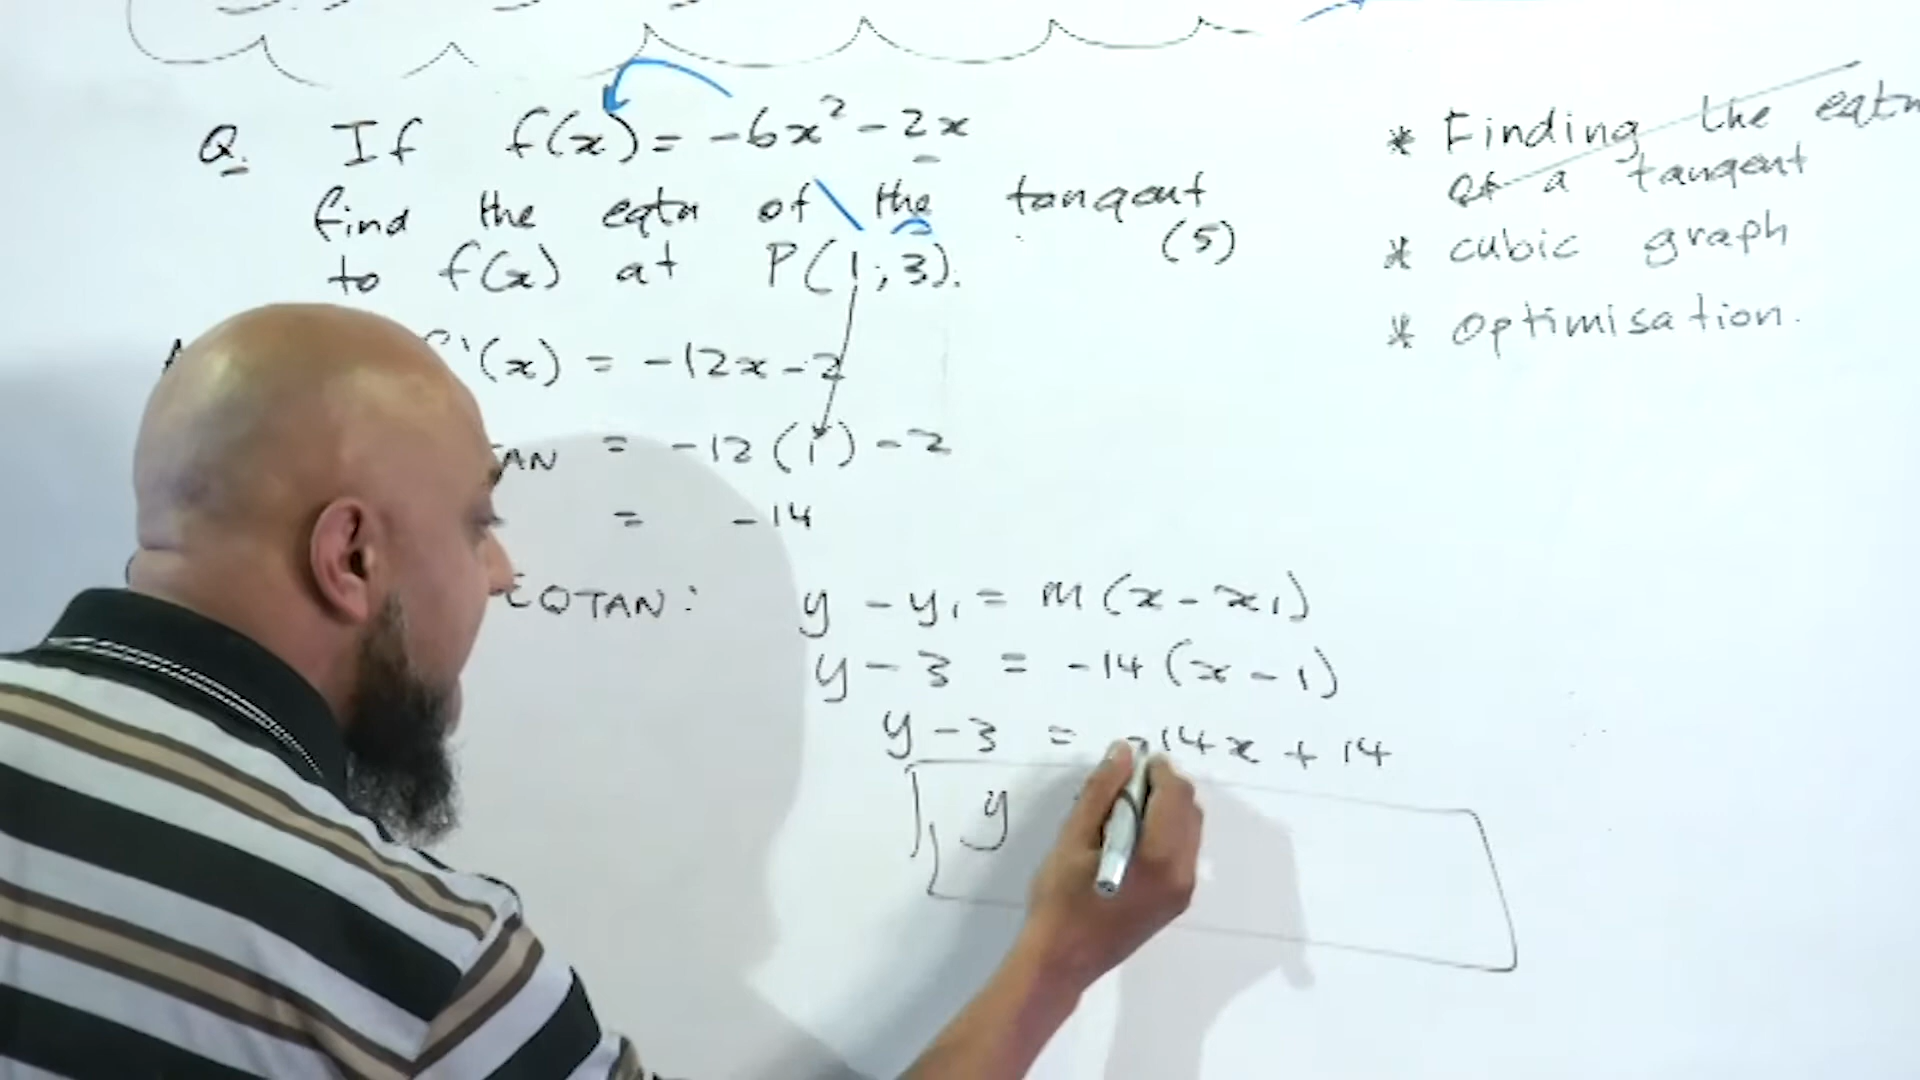 Q. If f(x) = -6x² - 2x
find the eqtn of the tangent
to f(x) at P(1;3). (5)
'(x) = -12x - 2
TAN = -12(1) - 2
= -14
EQTAN: y - y₁ = m(x - x₁)
y - 3 = -14(x - 1)
y - 3 = -14x + 14
y
* Finding the eqtn
of a tangent
* cubic graph
* optimisation.